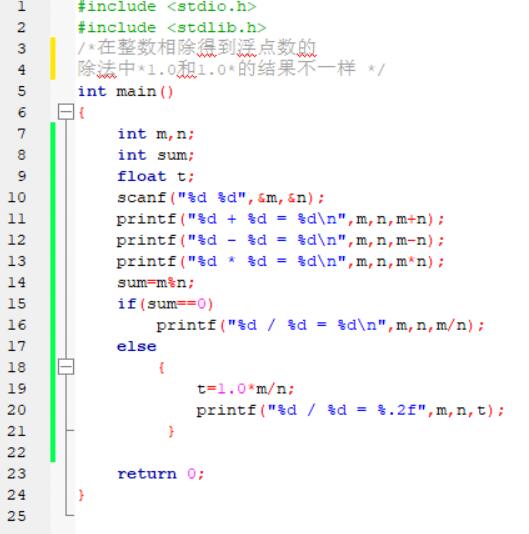 1 #include <stdio.h>
2 #include <stdlib.h>
3 /*在整数相除得到浮点数的
4 除法中*1.0和1.0*的结果不一样 */
5 int main()
6 {
7 int m,n;
8 int sum;
9 float t;
10 scanf("%d %d",&m,&n);
11 printf("%d + %d = %d\n",m,n,m+n);
12 printf("%d - %d = %d\n",m,n,m-n);
13 printf("%d * %d = %d\n",m,n,m*n);
14 sum=m%n;
15 if(sum==0)
16 printf("%d / %d = %d\n",m,n,m/n);
17 else
18 {
19 t=1.0*m/n;
20 printf("%d / %d = %.2f",m,n,t);
21 }
22
23 return 0;
24 }
25